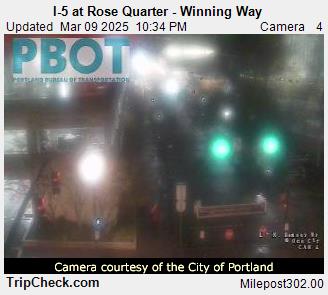 I-5 at Rose Quarter - Winning Way
Updated Mar 09 2025 10:34 PM Camera 4
PBOT
PORTLAND BUREAU OF TRANSPORTATION
Camera courtesy of the City of Portland
TripCheck.com Milepost302.00